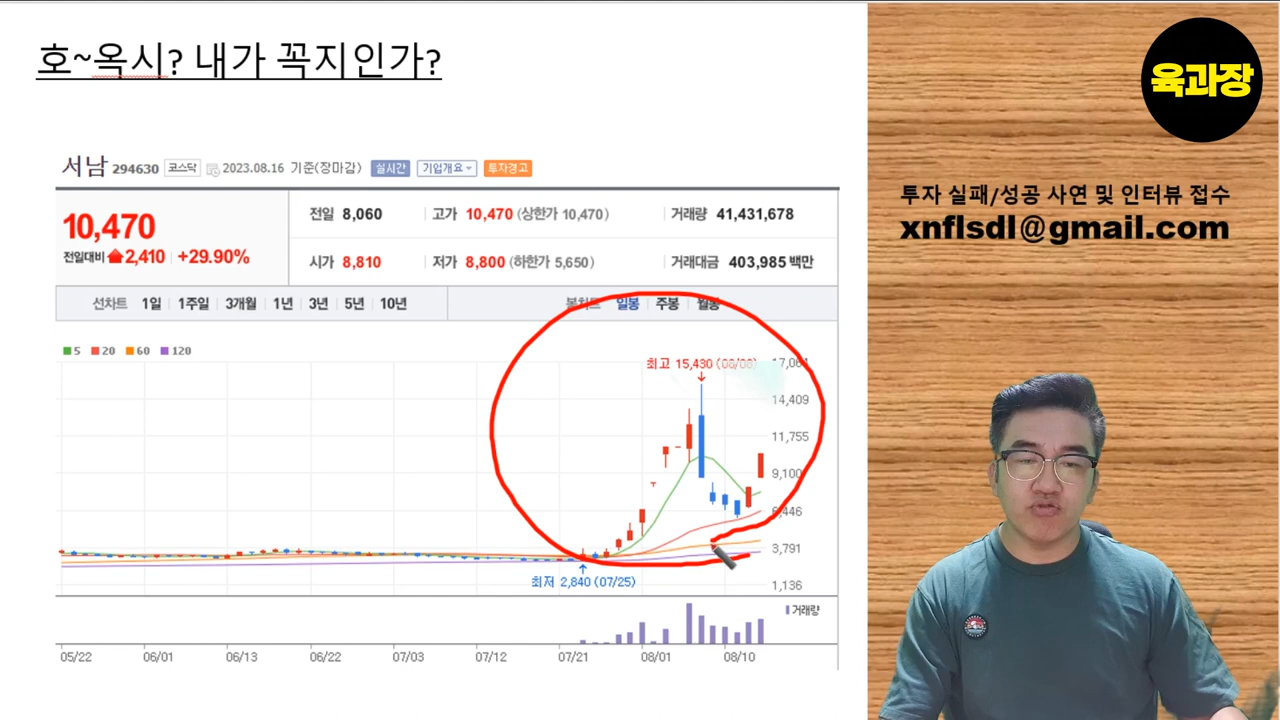 호~옥시? 내가 꼭지인가?
육과장
투자 실패/성공 사연 및 인터뷰 접수
xnflsdl@gmail.com
서남 294630 코스닥 2023.08.16 기준(장마감) 실시간 기업개요 투자경고
10,470
전일대비 2,410 +29.90%
전일 8,060 고가 10,470 (상한가 10,470) 거래량 41,431,678
시가 8,810 저가 8,800 (하한가 5,650) 거래대금 403,985 백만
선차트 1일 1주일 3개월 1년 3년 5년 10년 봉차트 일봉 주봉 월봉
5 20 60 120
최고 15,430 (08/08)
17,064
14,409
11,755
9,100
6,446
3,791
1,136
최저 2,840 (07/25)
거래량
05/22 06/01 06/13 06/22 07/03 07/12 07/21 08/01 08/10